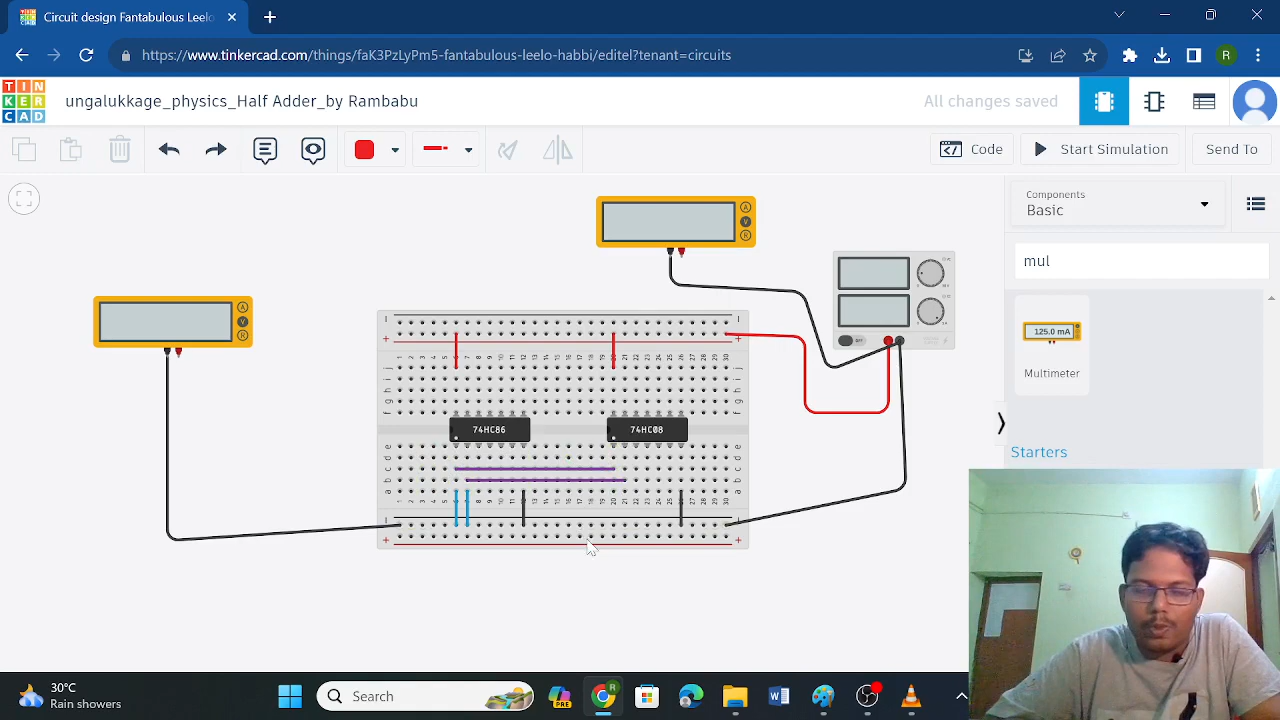 Circuit design Fantabulous Leelo
https://www.tinkercad.com/things/faK3PzLyPm5-fantabulous-leelo-habbi/editel?tenant=circuits
R
TIN
KER
CAD
ungalukkage_physics_Half Adder_by Rambabu
All changes saved
Code
Start Simulation
Send To
Components
Basic
mul
125.0 mA
Multimeter
Starters
A
V
R
A
V
R
74HC86
74HC08
j
i
h
g
f
e
d
c
b
a
30°C
Rain showers
Search
PRE
R